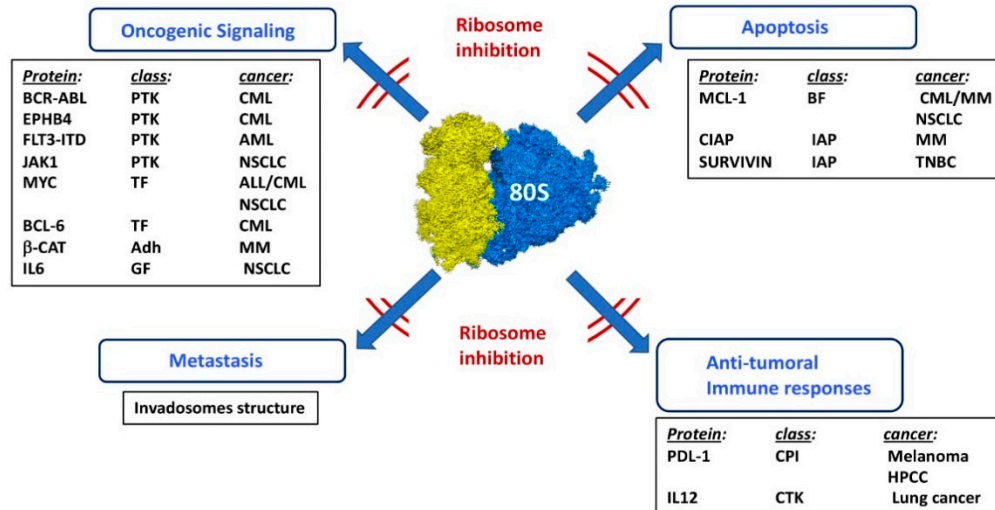 Oncogenic Signaling
Protein: class: cancer:
BCR-ABL PTK CML
EPHB4 PTK CML
FLT3-ITD PTK AML
JAK1 PTK NSCLC
MYC TF ALL/CML
NSCLC
BCL-6 TF CML
β-CAT Adh MM
IL6 GF NSCLC
Ribosome
inhibition
Apoptosis
Protein: class: cancer:
MCL-1 BF CML/MM
NSCLC
CIAP IAP MM
SURVIVIN IAP TNBC
80S
Metastasis
Invadosomes structure
Ribosome
inhibition
Anti-tumoral
Immune responses
Protein: class: cancer:
PDL-1 CPI Melanoma
HPCC
IL12 CTK Lung cancer